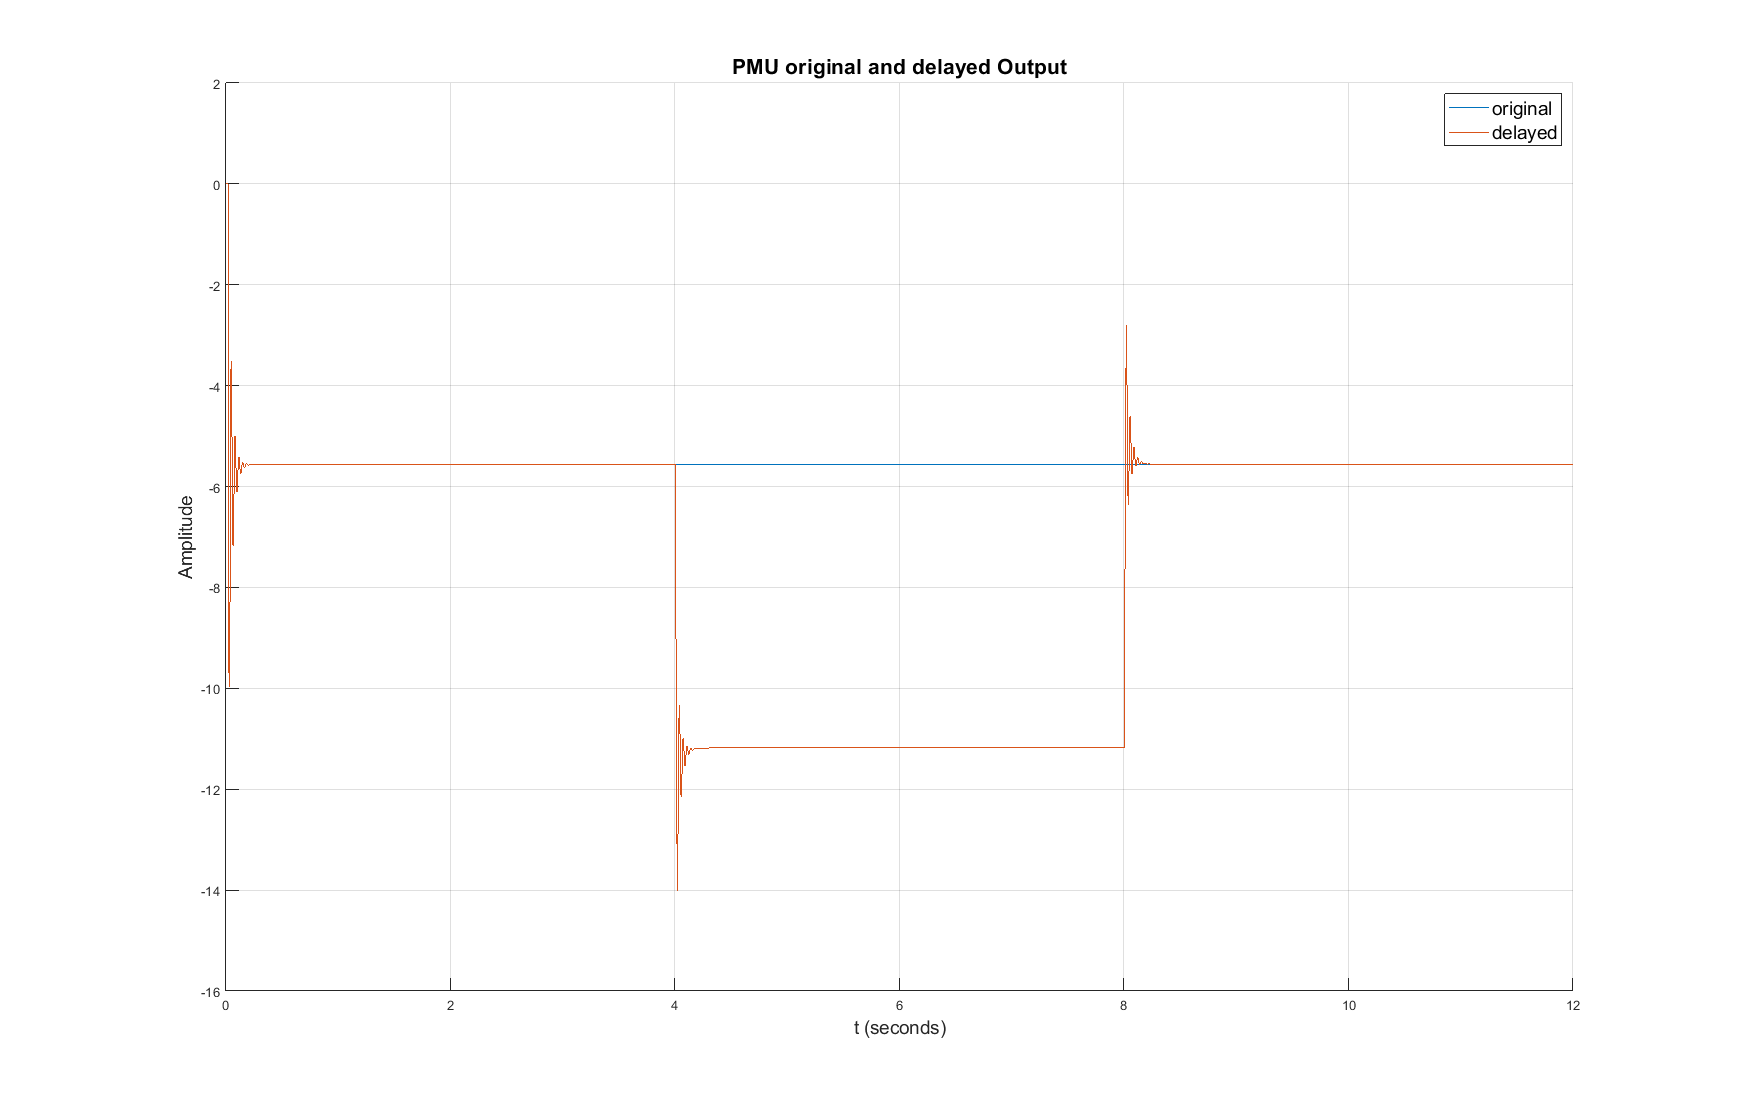 PMU original and delayed Output
original
delayed
2
0
-2
-4
-6
-8
-10
-12
-14
-16
Amplitude
0 2 4 6 8 10 12
t (seconds)